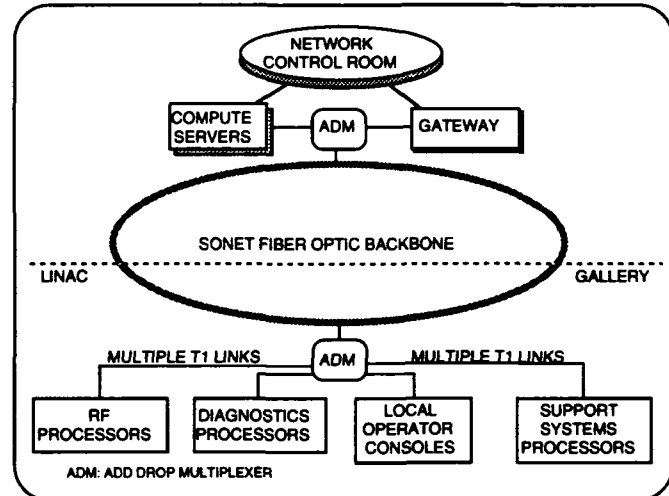 NETWORK
CONTROL ROOM
COMPUTE
SERVERS
ADM
GATEWAY
SONET FIBER OPTIC BACKBONE
LINAC
GALLERY
MULTIPLE T1 LINKS
ADM
MULTIPLE T1 LINKS
RF
PROCESSORS
DIAGNOSTICS
PROCESSORS
LOCAL
OPERATOR
CONSOLES
SUPPORT
SYSTEMS
PROCESSORS
ADM: ADD DROP MULTIPLEXER